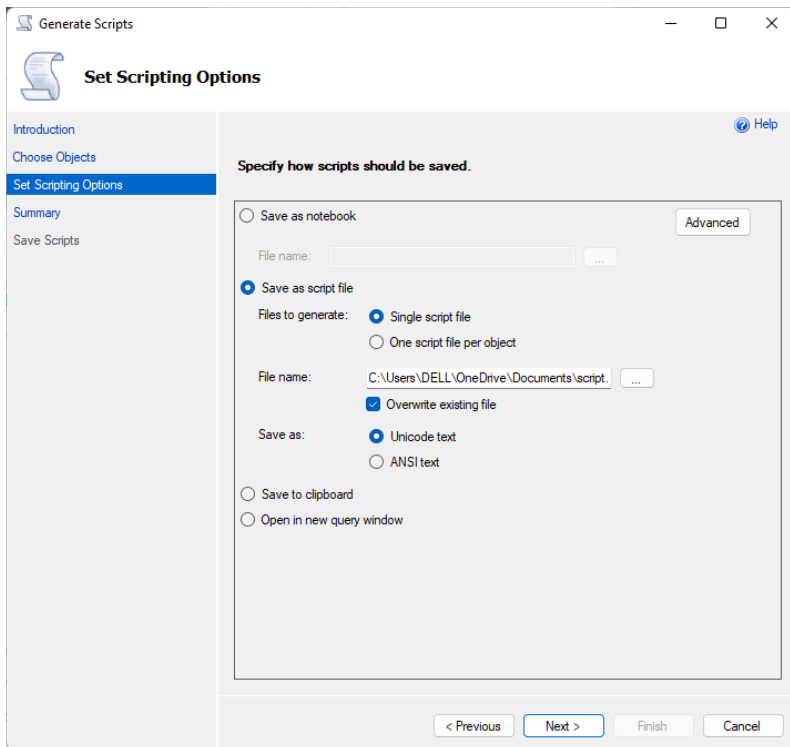 Generate Scripts
Set Scripting Options
Help
Introduction
Choose Objects
Set Scripting Options
Summary
Save Scripts
Specify how scripts should be saved.
Save as notebook
Advanced
File name:
...
Save as script file
Files to generate:
Single script file
One script file per object
File name:
C:\Users\DELL\OneDrive\Documents\script.
...
Overwrite existing file
Save as:
Unicode text
ANSI text
Save to clipboard
Open in new query window
< Previous
Next >
Finish
Cancel